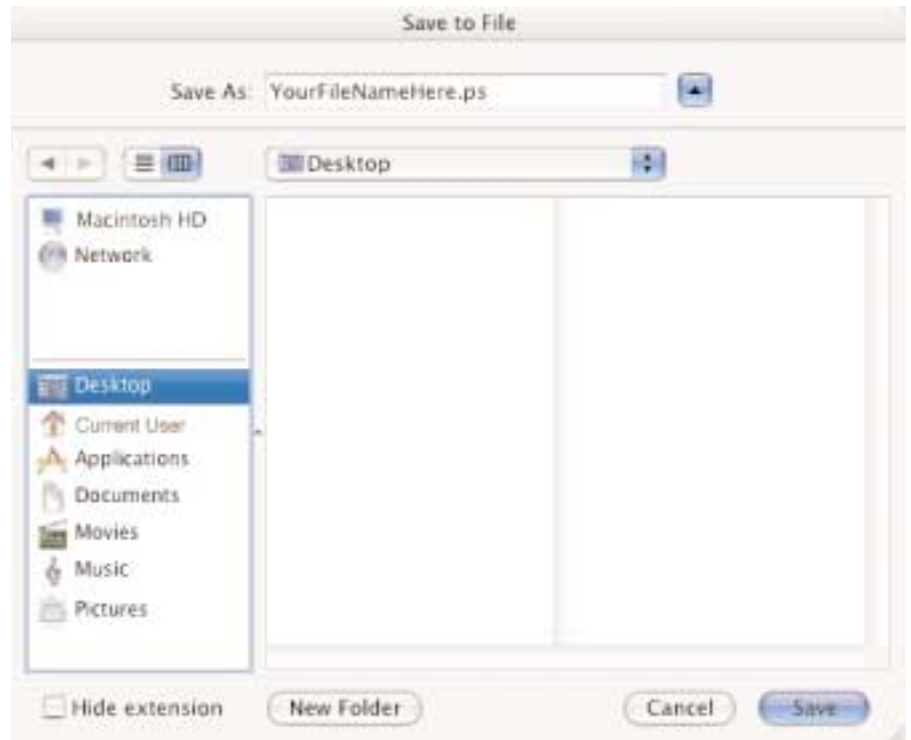 Save to File
Save As: YourFileNameHere.ps
Desktop
Macintosh HD
Network
Desktop
Current User
Applications
Documents
Movies
Music
Pictures
Hide extension New Folder Cancel Save